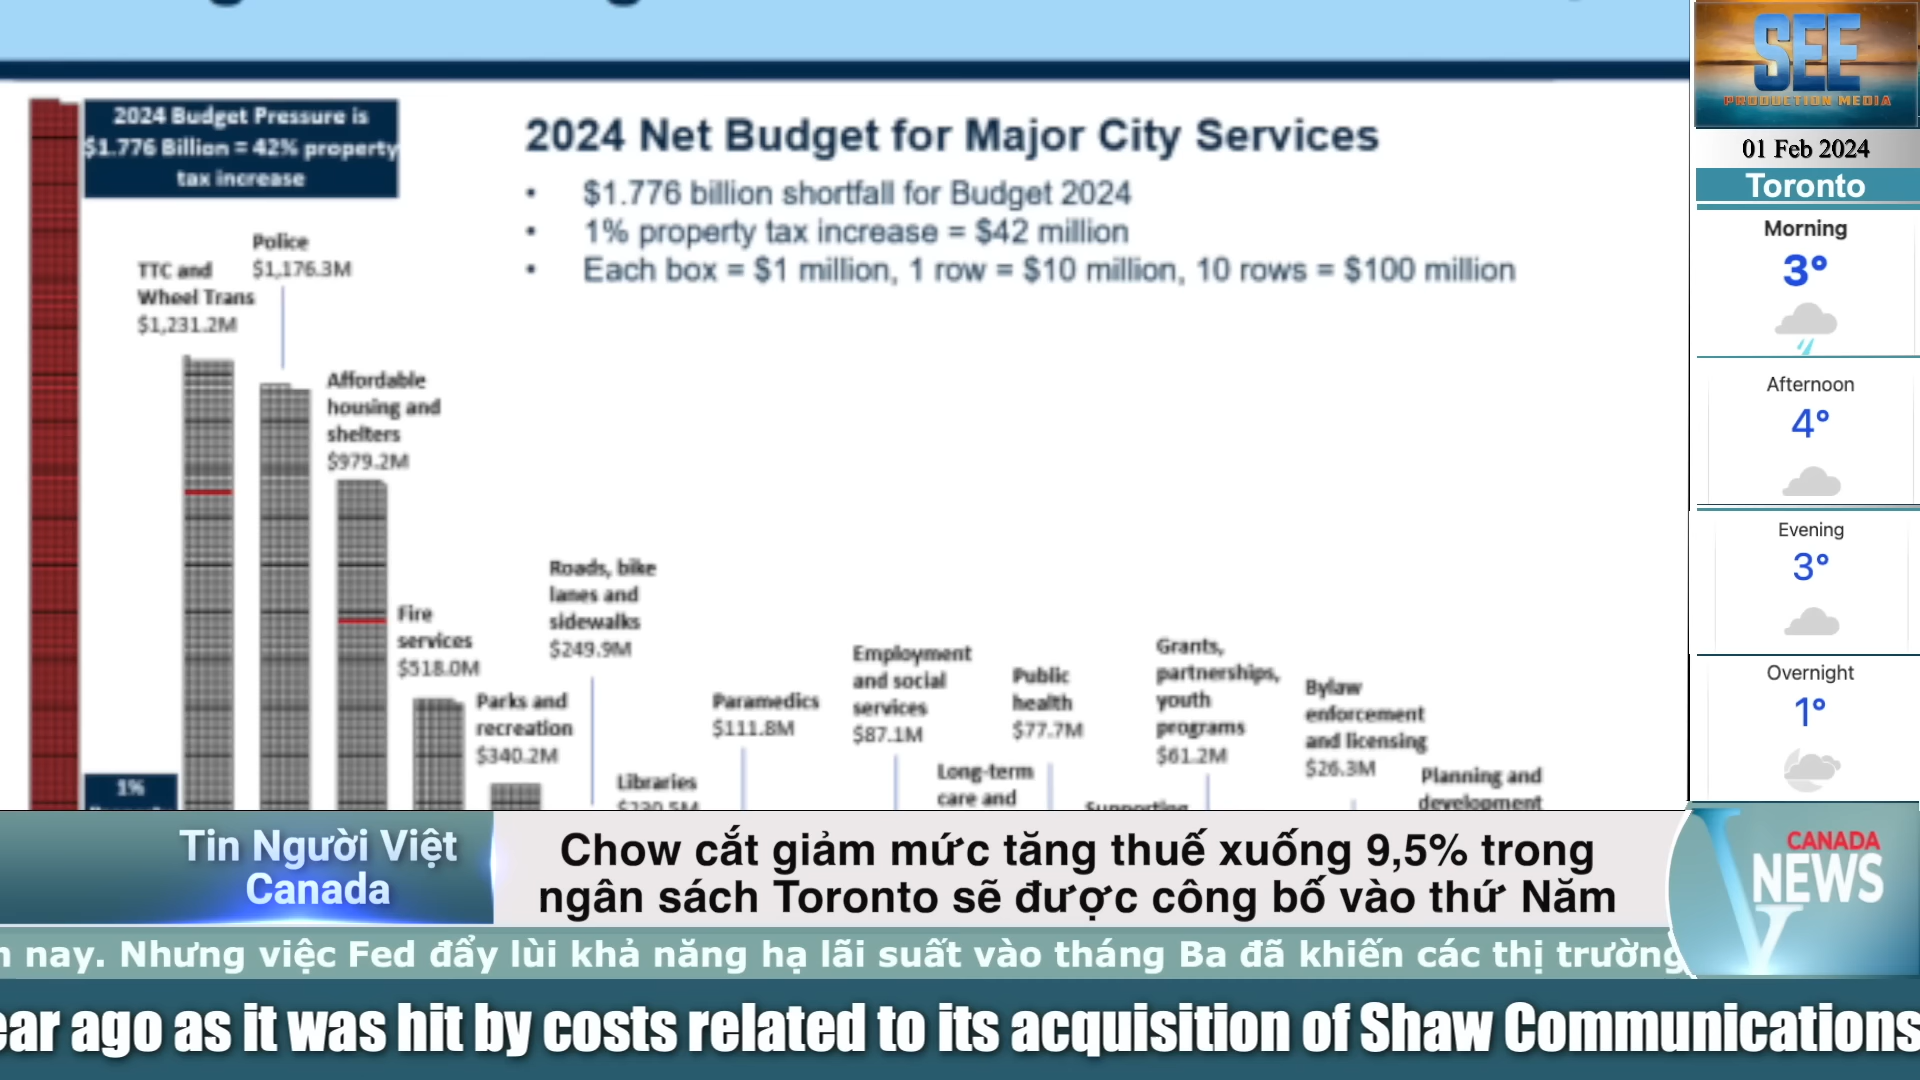 2024 Budget Pressure is
$1.776 Billion = 42% property
tax increase
2024 Net Budget for Major City Services
• $1.776 billion shortfall for Budget 2024
• 1% property tax increase = $42 million
• Each box = $1 million, 1 row = $10 million, 10 rows = $100 million
TTC and
Wheel Trans
$1,231.2M
Police
$1,176.3M
Affordable
housing and
shelters
$979.2M
Fire
services
$518.0M
Parks and
recreation
$340.2M
Roads, bike
lanes and
sidewalks
$249.9M
Libraries
Paramedics
$111.8M
Employment
and social
services
$87.1M
Long-term
care and
Public
health
$77.7M
Supporting
Grants,
partnerships,
youth
programs
$61.2M
Bylaw
enforcement
and licensing
$26.3M
Planning and
development
1%
SEE
PRODUCTION MEDIA
01 Feb 2024
Toronto
Morning
3°
Afternoon
4°
Evening
3°
Overnight
1°
Tin Người Việt
Canada
Chow cắt giảm mức tăng thuế xuống 9,5% trong
ngân sách Toronto sẽ được công bố vào thứ Năm
CANADA
NEWS
V
nay. Nhưng việc Fed đẩy lùi khả năng hạ lãi suất vào tháng Ba đã khiến các thị trường
ear ago as it was hit by costs related to its acquisition of Shaw Communications